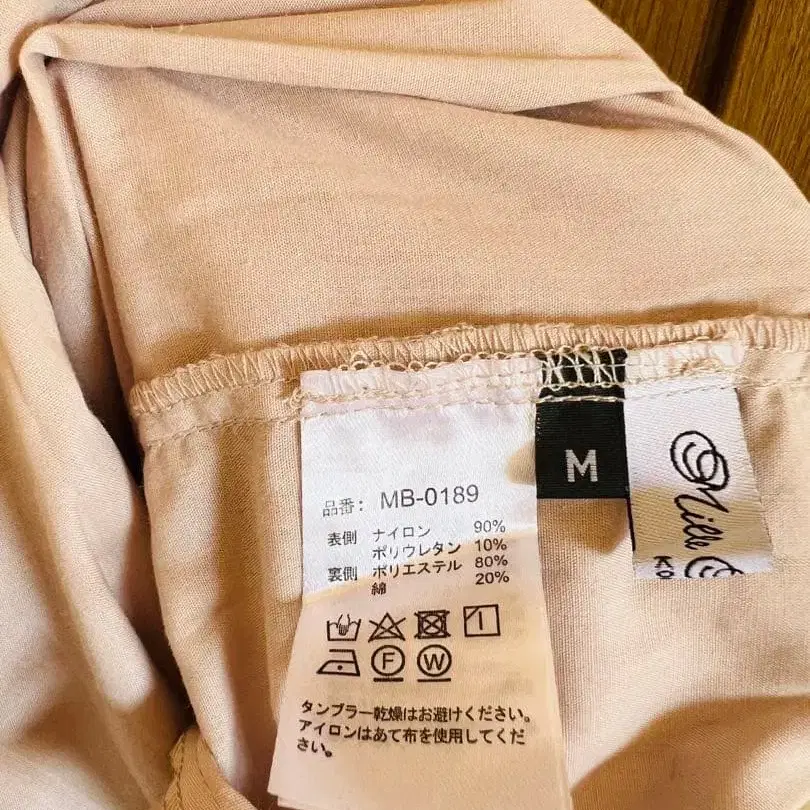 品番: MB-0189
表側 ナイロン 90%
ポリウレタン 10%
裏側 ポリエステル 80%
綿 20%
F W
タンブラー乾燥はお避けください。
アイロンはあて布を使用してくだ
さい。
M